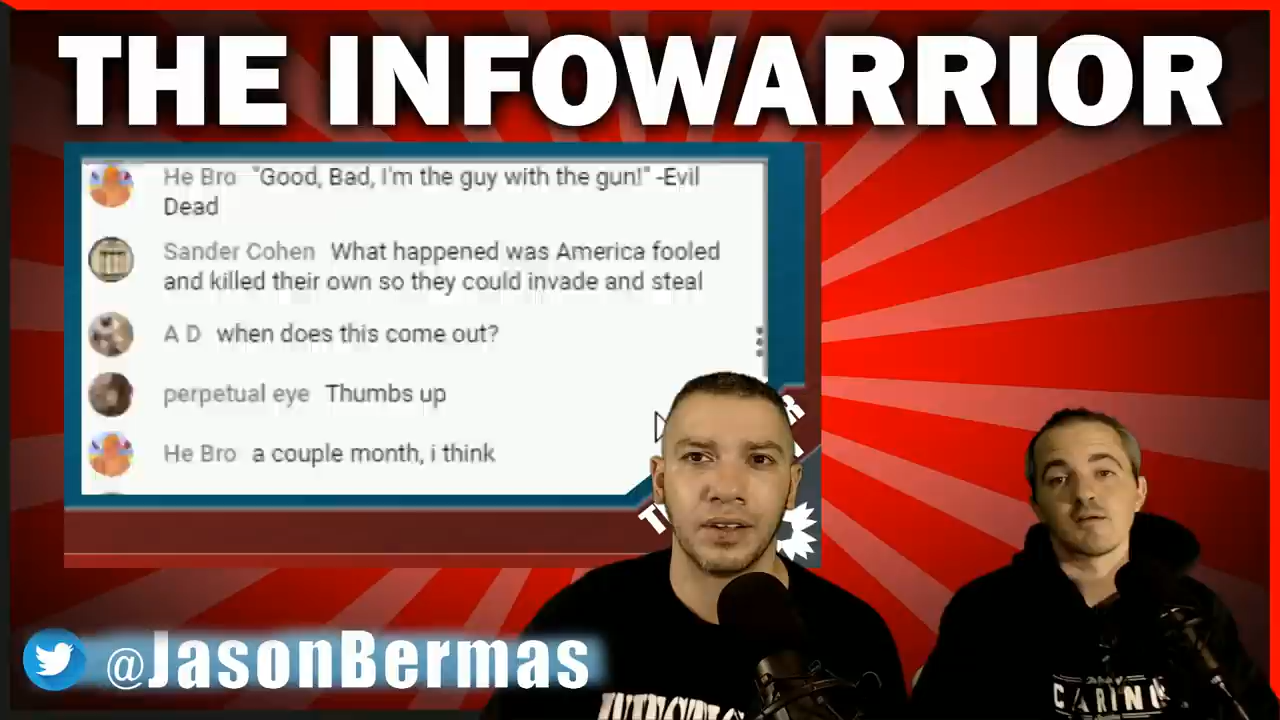 THE INFOWARRIOR
He Bro "Good, Bad, I'm the guy with the gun!" -Evil
Dead
Sander Cohen What happened was America fooled
and killed their own so they could invade and steal
A D when does this come out?
perpetual eye Thumbs up
He Bro a couple month, i think
@JasonBermas